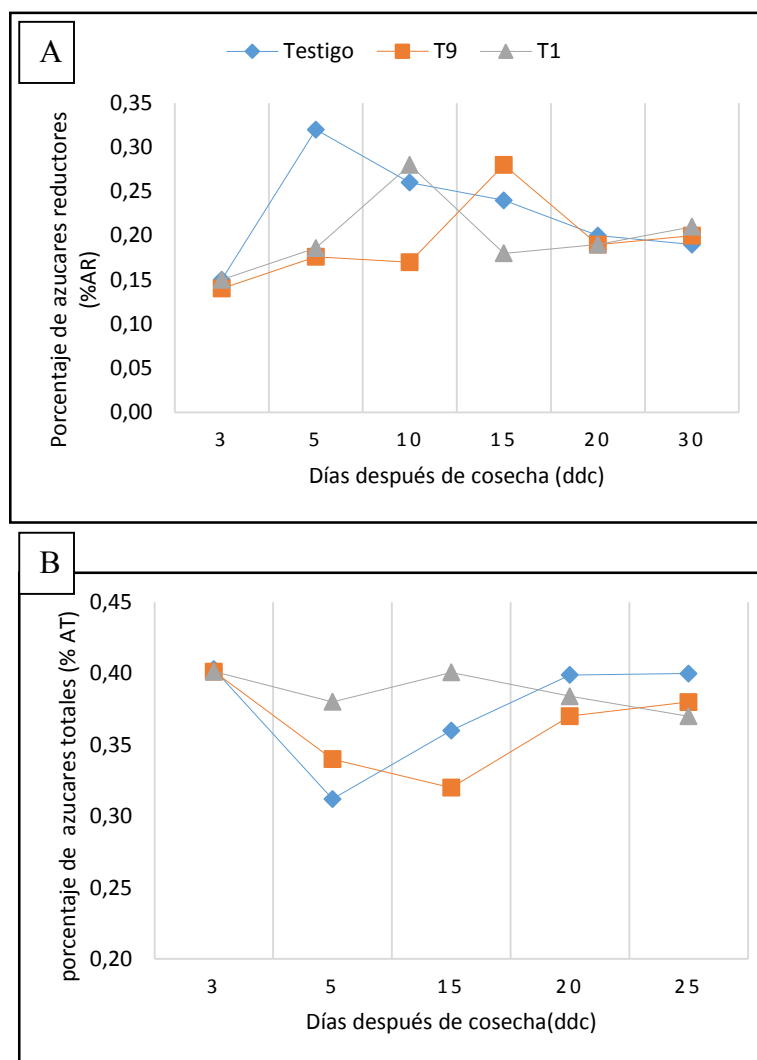 A
Testigo T9 T1
Porcentaje de azucares reductores
(%AR)
0,35
0,30
0,25
0,20
0,15
0,10
0,05
0,00
3 5 10 15 20 30
Días después de cosecha (ddc)
B
porcentaje de azucares totales (% AT)
0,45
0,40
0,35
0,30
0,25
0,20
3 5 15 20 25
Días después de cosecha(ddc)